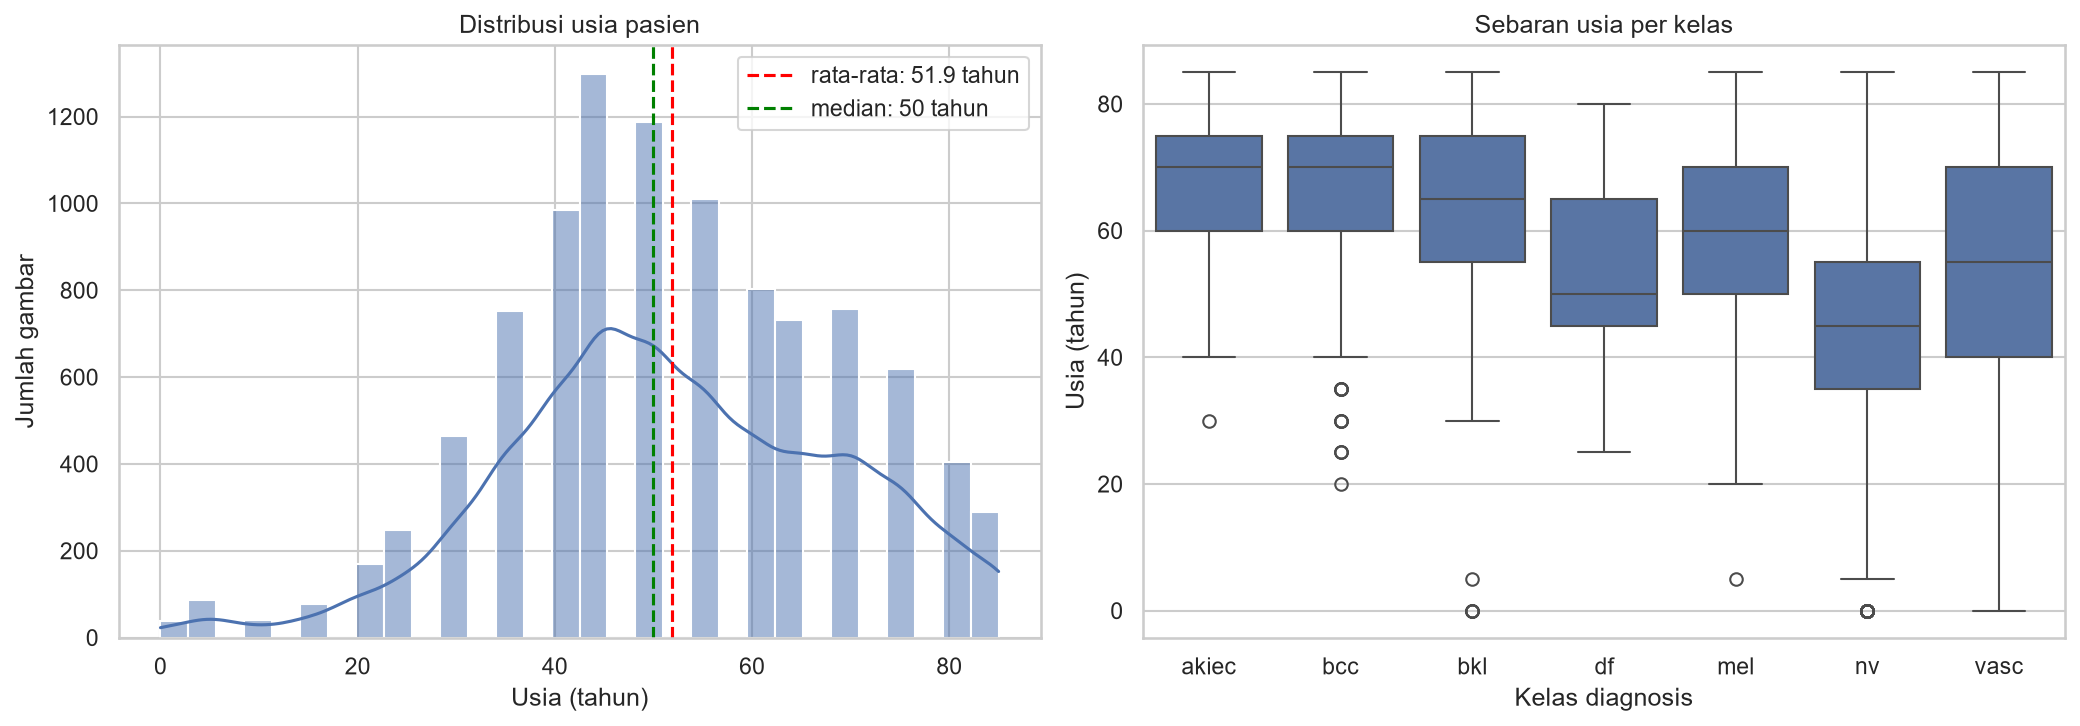 Distribusi usia pasien
rata-rata: 51.9 tahun
median: 50 tahun
Jumlah gambar
1200
1000
800
600
400
200
0
0 20 40 60 80
Usia (tahun)
Sebaran usia per kelas
Usia (tahun)
80
60
40
20
0
akiec bcc bkl df mel nv vasc
Kelas diagnosis